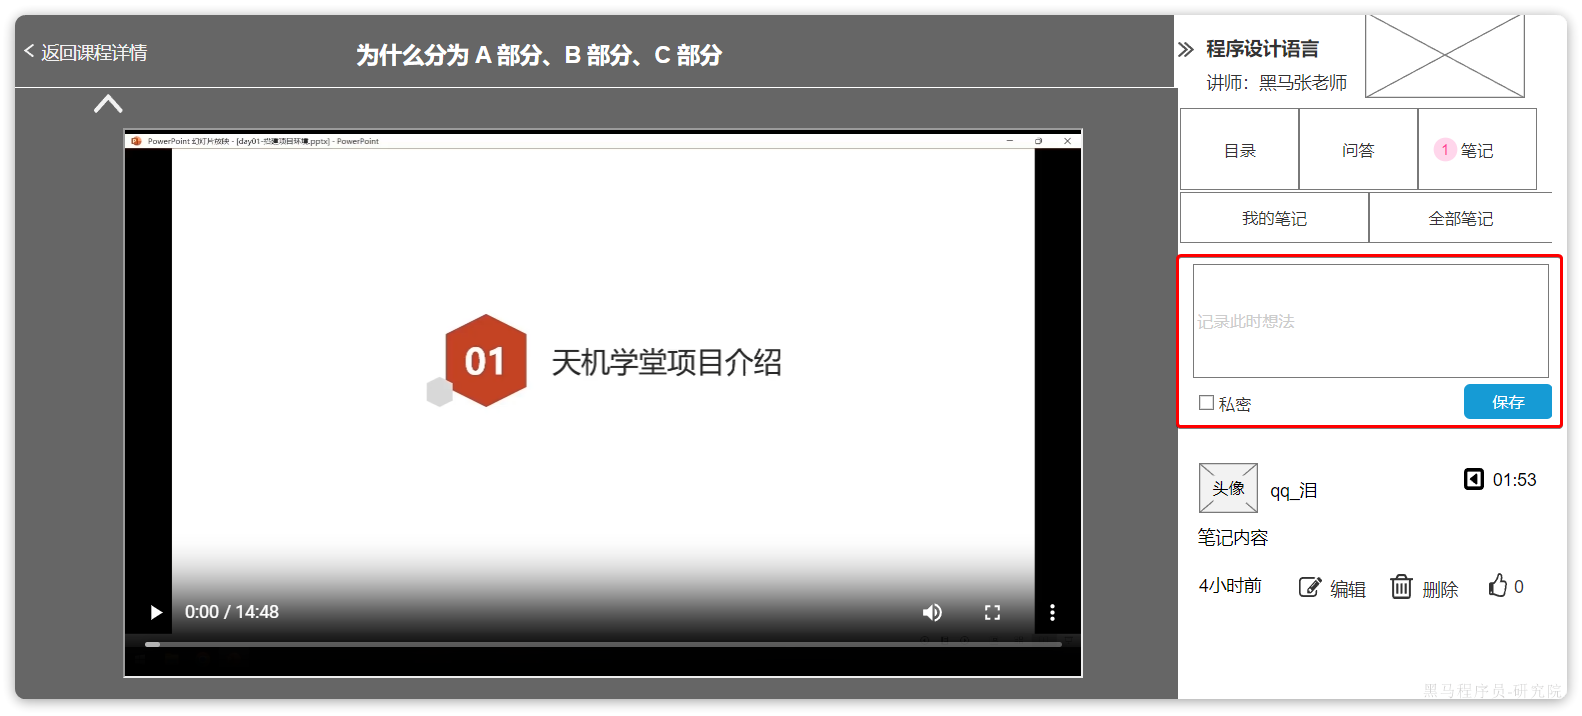 返回课程详情
为什么分为 A 部分、B 部分、C 部分
程序设计语言
讲师：黑马张老师
PowerPoint 幻灯片放映 - [day01-搭建项目环境.pptx] - PowerPoint
目录
问答
1 笔记
我的笔记
全部笔记
01 天机学堂项目介绍
记录此时想法
私密
保存
头像
qq_泪
01:53
笔记内容
4小时前
编辑
删除
0
0:00 / 14:48
黑马程序员-研究院